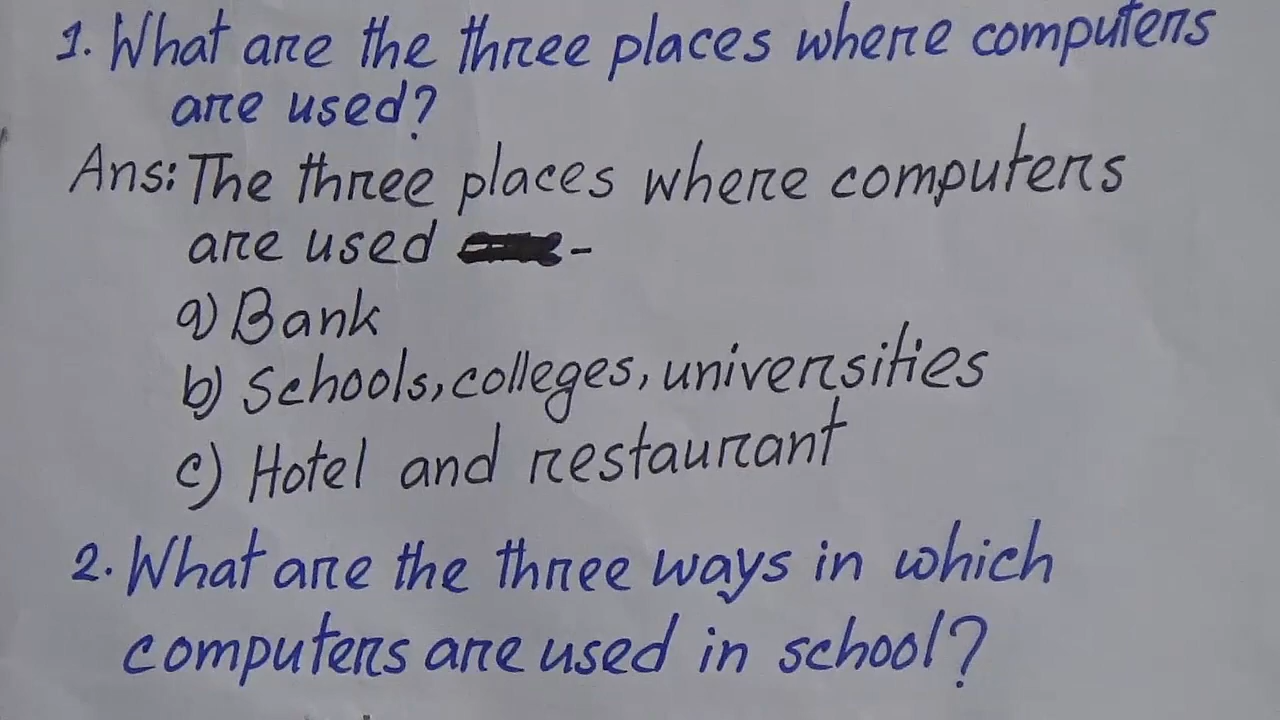 1. What are the three places where computers
are used?
Ans: The three places where computers
are used -
a) Bank
b) Schools, colleges, universities
c) Hotel and restaurant
2. What are the three ways in which
computers are used in school?